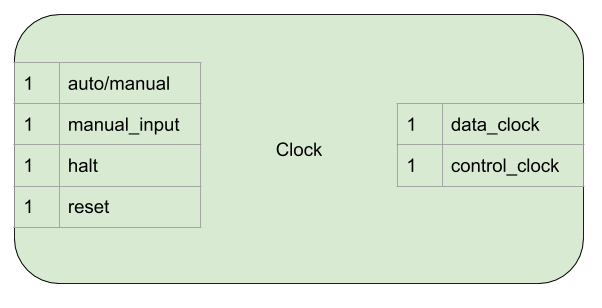 1 auto/manual
1 manual_input
1 halt
1 reset
Clock
1 data_clock
1 control_clock